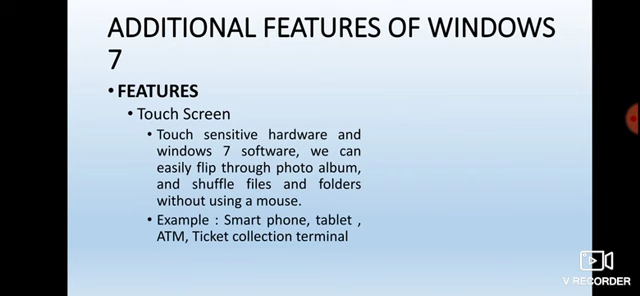 ADDITIONAL FEATURES OF WINDOWS
7
• FEATURES
• Touch Screen
• Touch sensitive hardware and
windows 7 software, we can
easily flip through photo album,
and shuffle files and folders
without using a mouse.
• Example : Smart phone, tablet ,
ATM, Ticket collection terminal
V RECORDER